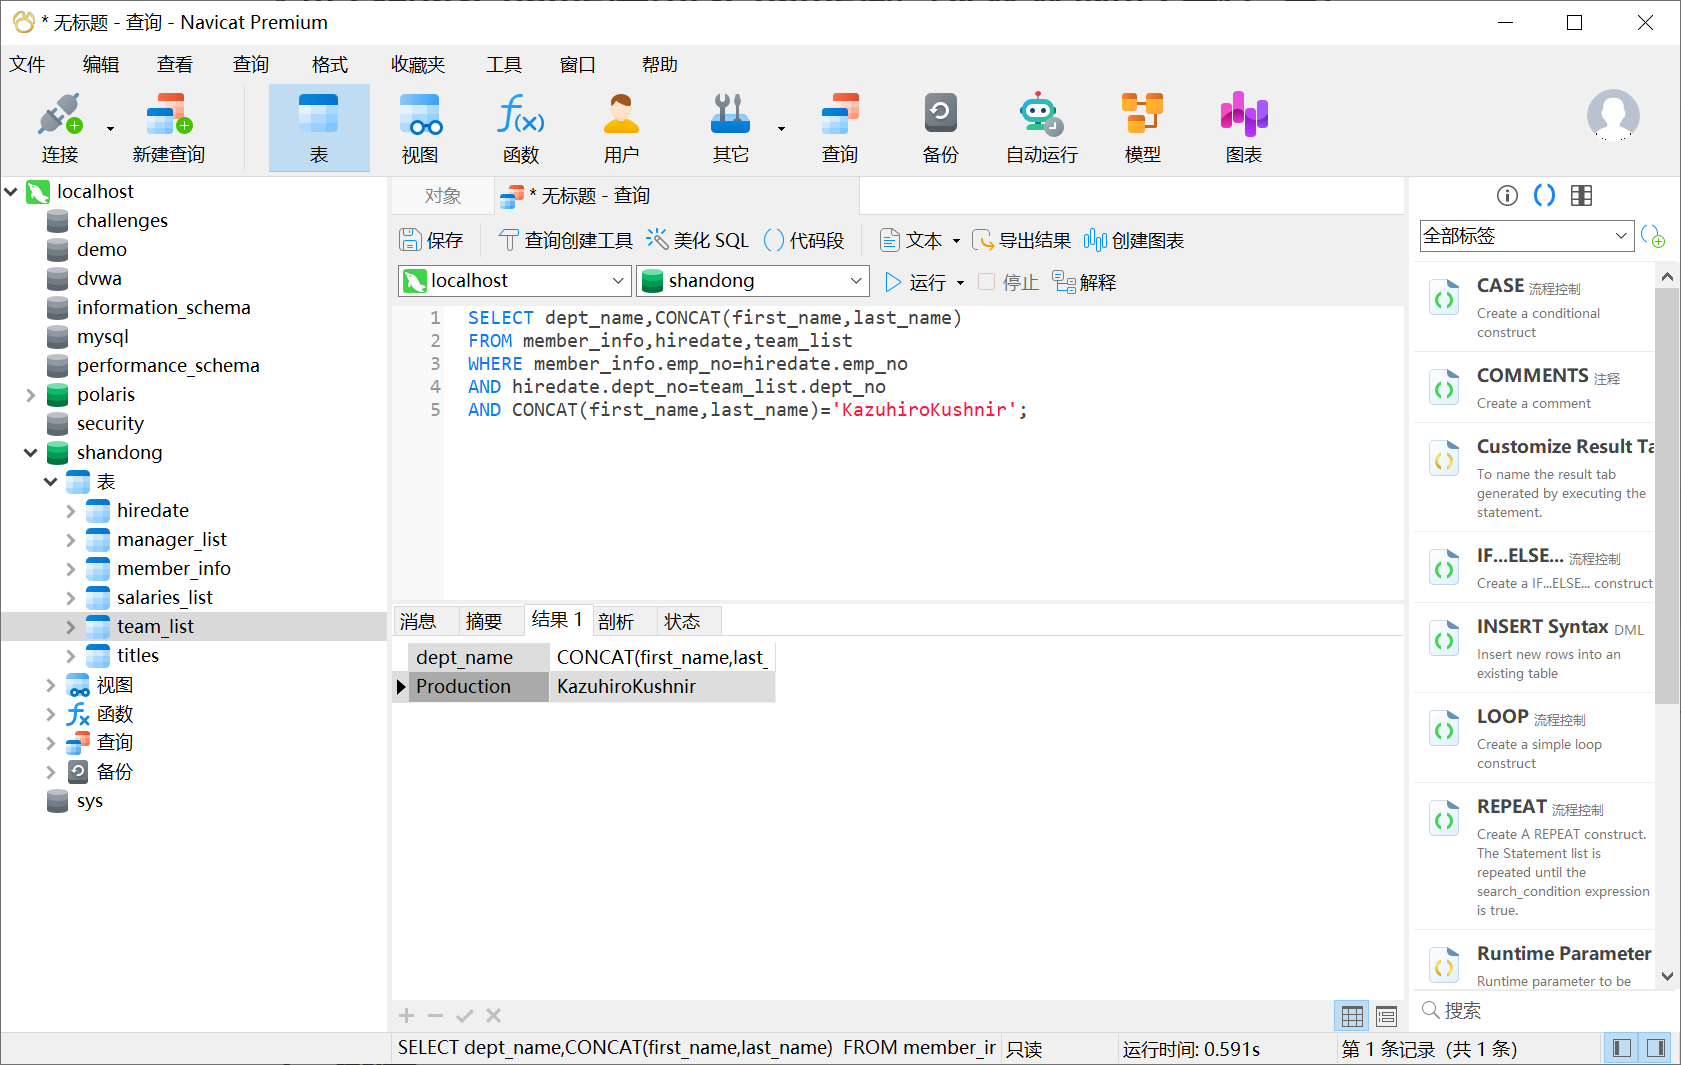 * 无标题 - 查询 - Navicat Premium
文件 编辑 查看 查询 格式 收藏夹 工具 窗口 帮助
连接 新建查询 表 视图 函数 用户 其它 查询 备份 自动运行 模型 图表
localhost
challenges
demo
dvwa
information_schema
mysql
performance_schema
polaris
security
shandong
表
hiredate
manager_list
member_info
salaries_list
team_list
titles
视图
函数
查询
备份
sys
对象 * 无标题 - 查询
保存 查询创建工具 美化 SQL 代码段 文本 导出结果 创建图表
localhost shandong 运行 停止 解释
1 SELECT dept_name,CONCAT(first_name,last_name)
2 FROM member_info,hiredate,team_list
3 WHERE member_info.emp_no=hiredate.emp_no
4 AND hiredate.dept_no=team_list.dept_no
5 AND CONCAT(first_name,last_name)='KazuhiroKushnir';
消息 摘要 结果 1 剖析 状态
dept_name CONCAT(first_name,last_
Production KazuhiroKushnir
SELECT dept_name,CONCAT(first_name,last_name) FROM member_ir 只读 运行时间: 0.591s 第 1 条记录 (共 1 条)
全部标签
CASE 流程控制
Create a conditional
construct
COMMENTS 注释
Create a comment
Customize Result Ta
To name the result tab
generated by executing the
statement.
IF...ELSE... 流程控制
Create a IF...ELSE... construct
INSERT Syntax DML
Insert new rows into an
existing table
LOOP 流程控制
Create a simple loop
construct
REPEAT 流程控制
Create A REPEAT construct.
The Statement list is
repeated until the
search_condition expression
is true.
Runtime Parameter
Runtime parameter to be
搜索